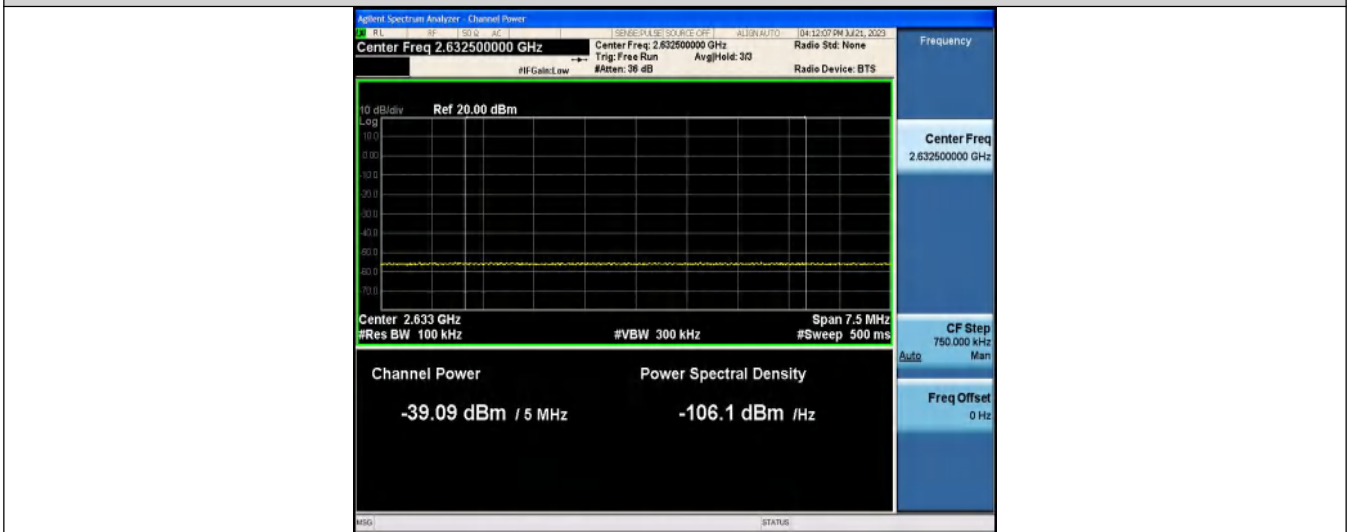 Agilent Spectrum Analyzer - Channel Power
RL RF 50 Ω AC SENSE:PULSE SOURCE OFF ALIGN AUTO 04:12:07 PM Jul 21, 2023
Center Freq 2.632500000 GHz
Center Freq: 2.632500000 GHz
Radio Std: None
Trig: Free Run Avg|Hold: 3/3
#IFGain:Low
#Atten: 36 dB
Radio Device: BTS
10 dB/div Ref 20.00 dBm
Log
10.0
0.00
-10.0
-20.0
-30.0
-40.0
-50.0
-60.0
-70.0
Center 2.633 GHz Span 7.5 MHz
#Res BW 100 kHz #VBW 300 kHz #Sweep 500 ms
Channel Power Power Spectral Density
-39.09 dBm / 5 MHz -106.1 dBm /Hz
Frequency
Center Freq
2.632500000 GHz
CF Step
750.000 kHz
Auto Man
Freq Offset
0 Hz
MSG STATUS